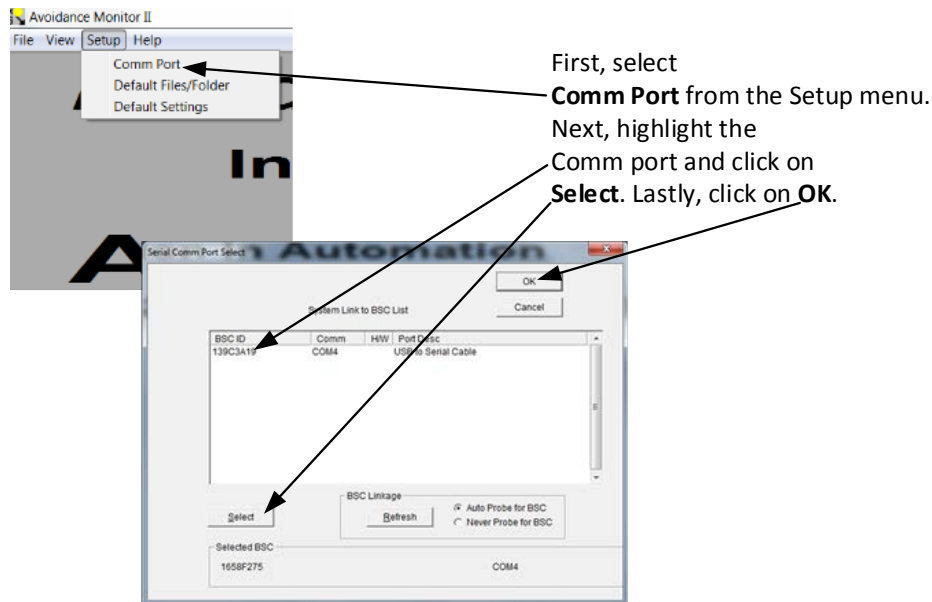 Avoidance Monitor II
File View Setup Help
Comm Port
Default Files/Folder
Default Settings
First, select
Comm Port from the Setup menu.
Next, highlight the
Comm port and click on
Select. Lastly, click on OK.
In
Automation
Serial Comm Port Select
OK
System Link to BSC List
Cancel
BSC ID Comm H/W Port Desc
139C3A19 COM4 USB to Serial Cable
BSC Linkage
Select Refresh Auto Probe for BSC
Never Probe for BSC
Selected BSC
1658F275 COM4